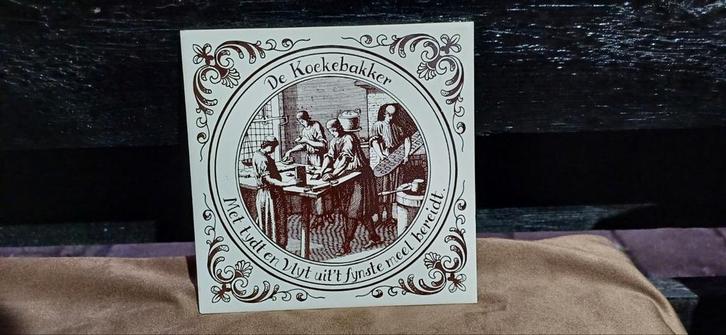 De Koekebakker
Met tydt en Vlyt uit't fynste meel bereidt.